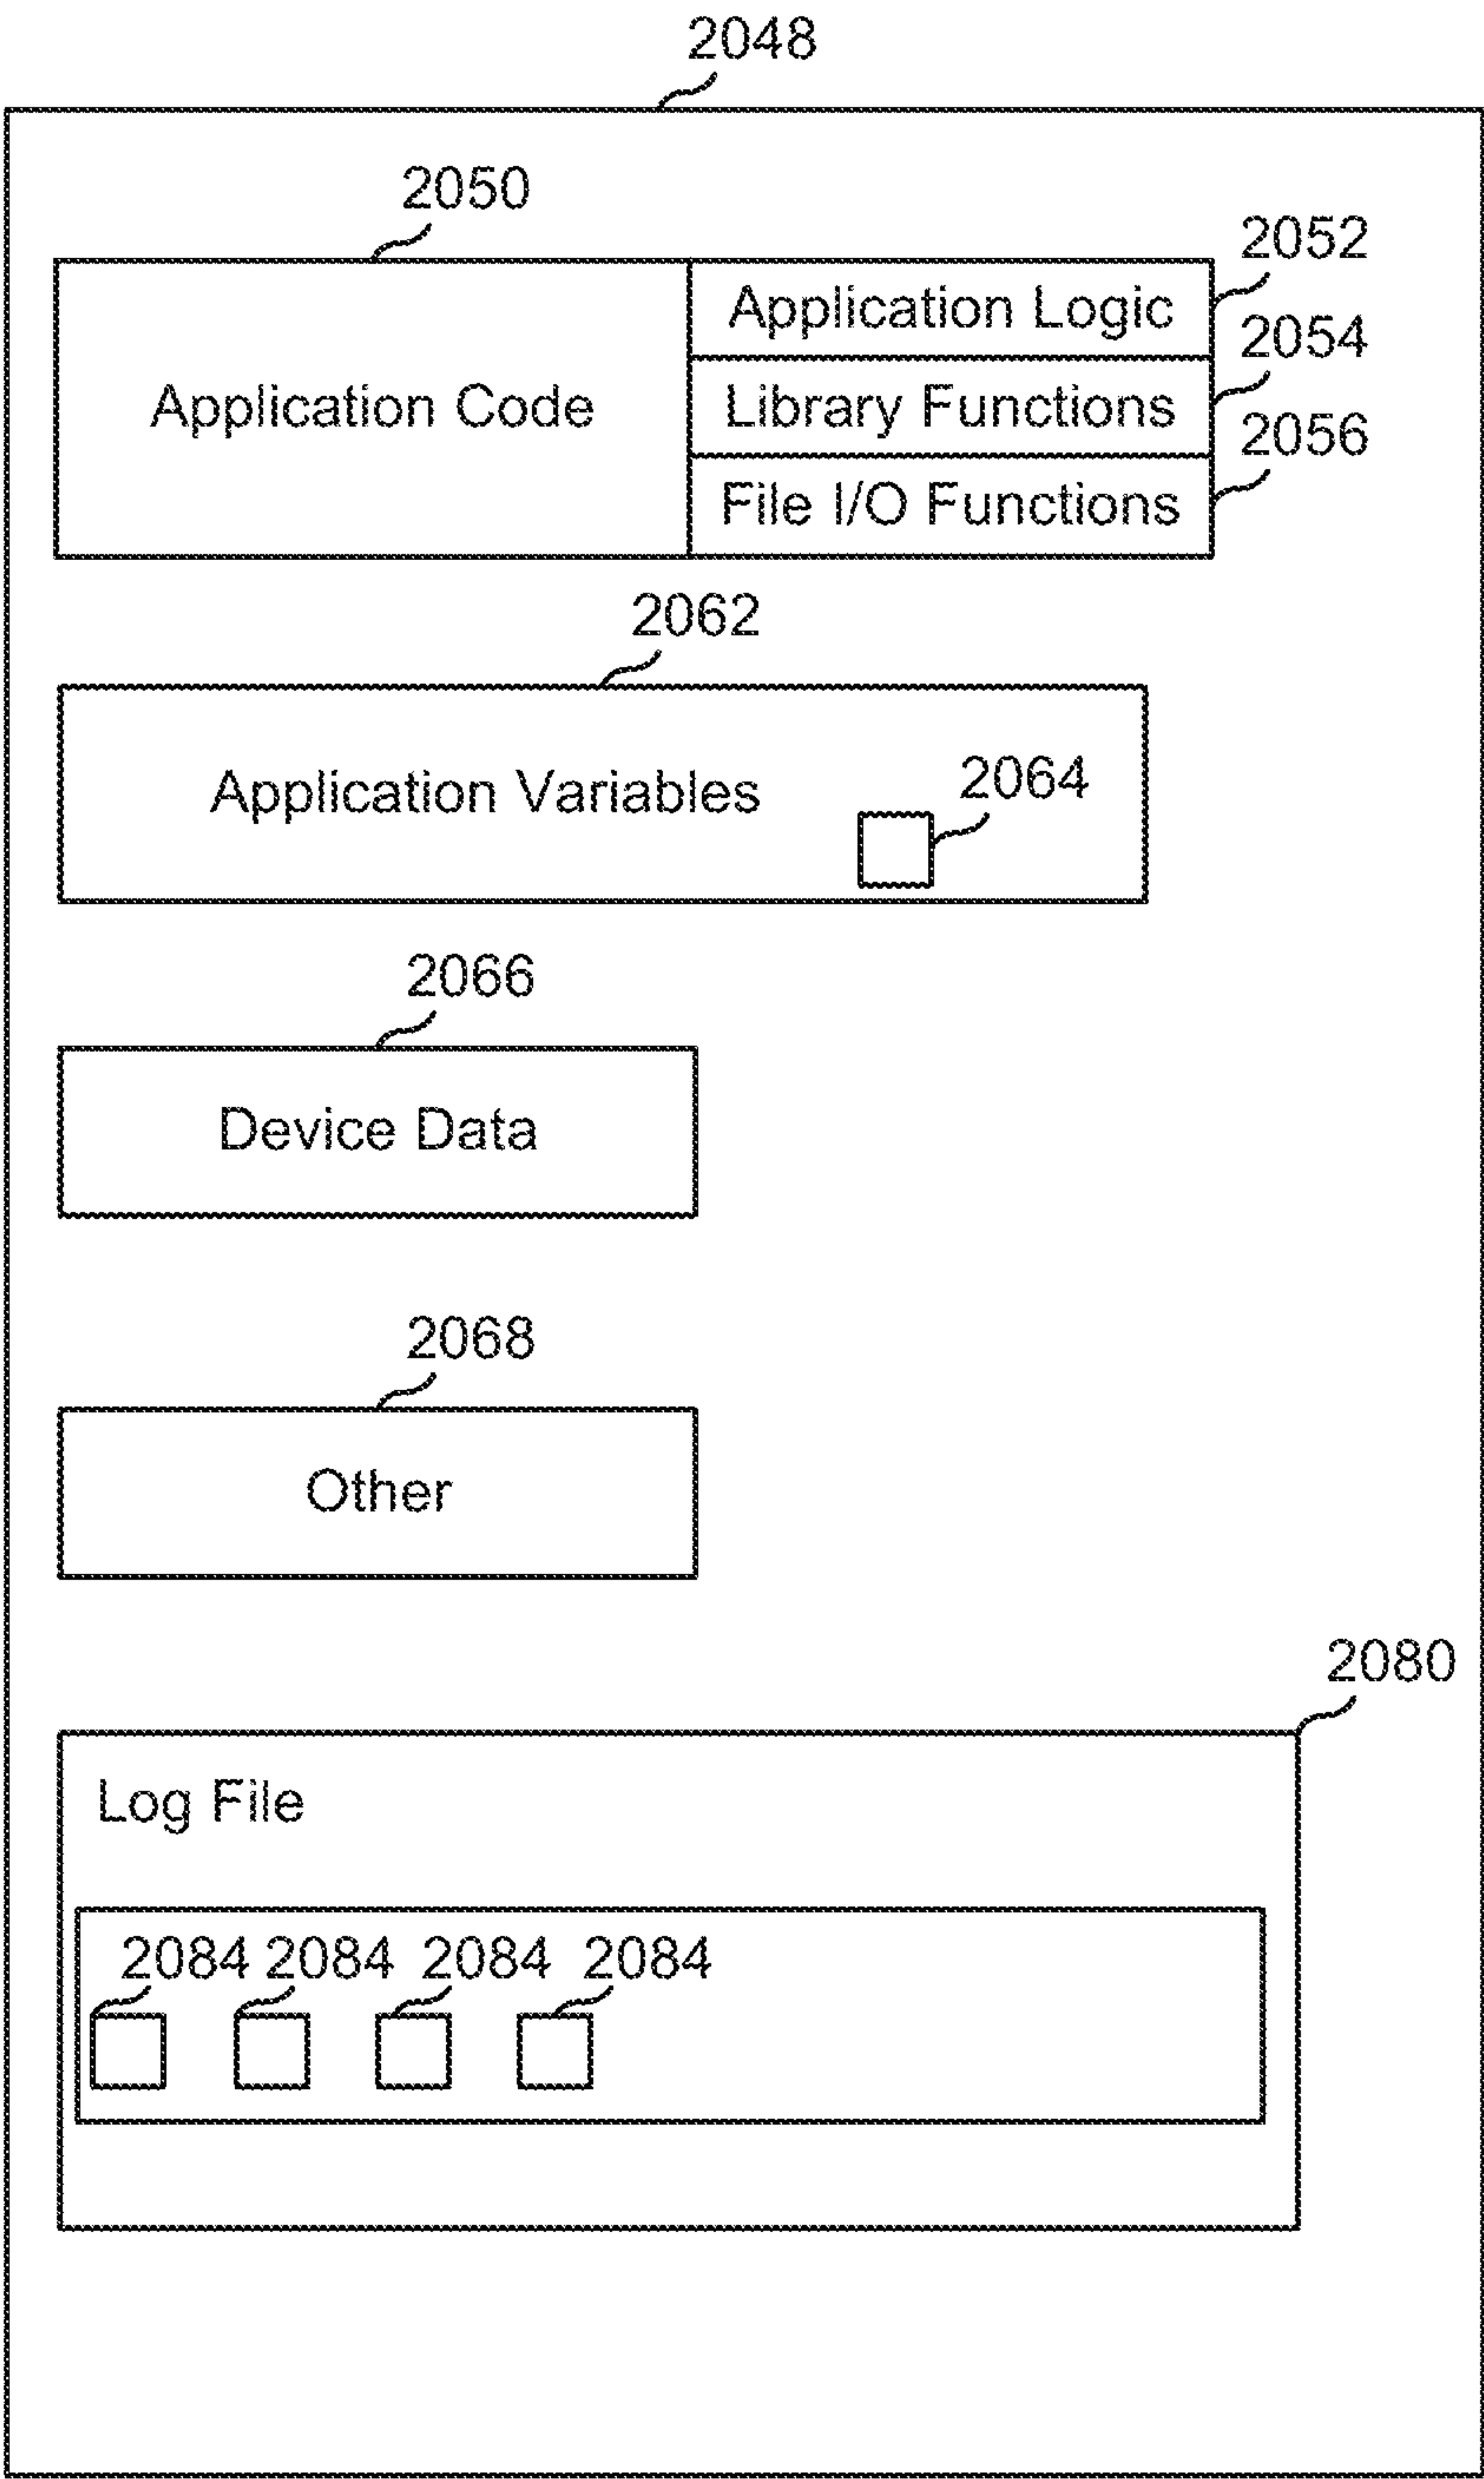 2048
2050
2052
Application Logic
2054
Application Code
Library Functions
2056
File I/O Functions
2062
2064
Application Variables
2066
Device Data
2068
Other
2080
Log File
2084 2084 2084 2084